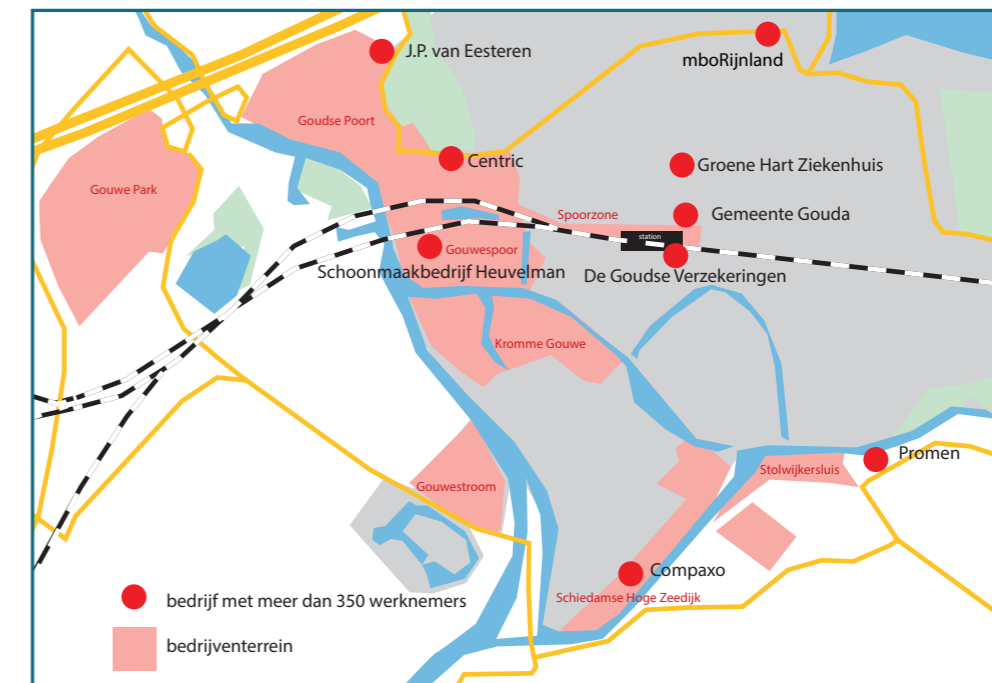 J.P. van Eesteren
mboRijnland
Goudse Poort
Centric
Groene Hart Ziekenhuis
Gouwe Park
Spoorzone
Gemeente Gouda
station
Gouwespoor
Schoonmaakbedrijf Heuvelman
De Goudse Verzekeringen
Kromme Gouwe
Promen
Stolwijkersluis
Gouwestroom
Compaxo
Schiedamse Hoge Zeedijk
bedrijf met meer dan 350 werknemers
bedrijventerrein